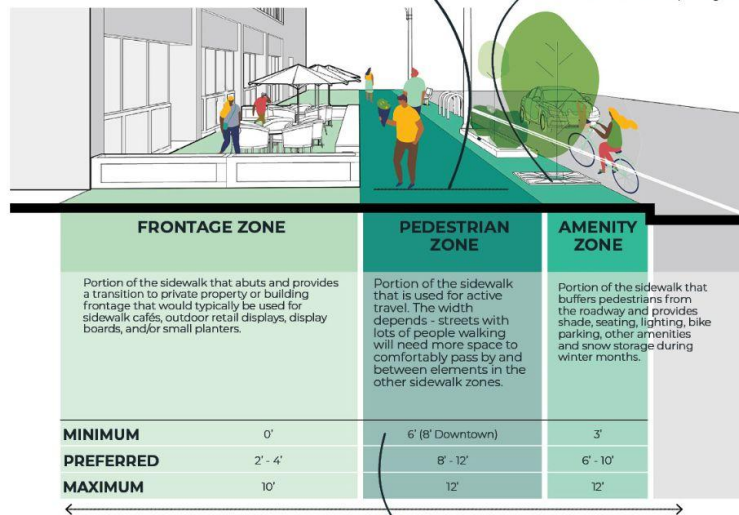 FRONTAGE ZONE
Portion of the sidewalk that abuts and provides
a transition to private property or building
frontage that would typically be used for
sidewalk cafés, outdoor retail displays, display
boards, and/or small planters.
PEDESTRIAN
ZONE
Portion of the sidewalk
that is used for active
travel. The width
depends - streets with
lots of people walking
will need more space to
comfortably pass by and
between elements in the
other sidewalk zones.
AMENITY
ZONE
Portion of the sidewalk that
buffers pedestrians from
the roadway and provides
shade, seating, lighting, bike
parking, other amenities
and snow storage during
winter months.
MINIMUM 0' 6' (8' Downtown) 3'
PREFERRED 2' - 4' 8' - 12' 6' - 10'
MAXIMUM 10' 12' 12'